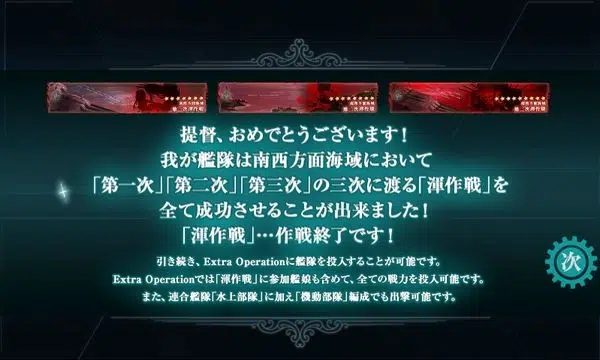 提督、おめでとうございます！
我が艦隊は南西方面海域において
「第一次」「第二次」「第三次」の三次に渡る「渾作戦」を
全て成功させることが出来ました！
「渾作戦」…作戦終了です！
引き続き、Extra Operationに艦隊を投入することが可能です。
Extra Operationでは「渾作戦」に参加艦娘も含めて、全ての戦力を投入可能です。
また、連合艦隊「水上部隊」に加え「機動部隊」編成でも出撃可能です。
次